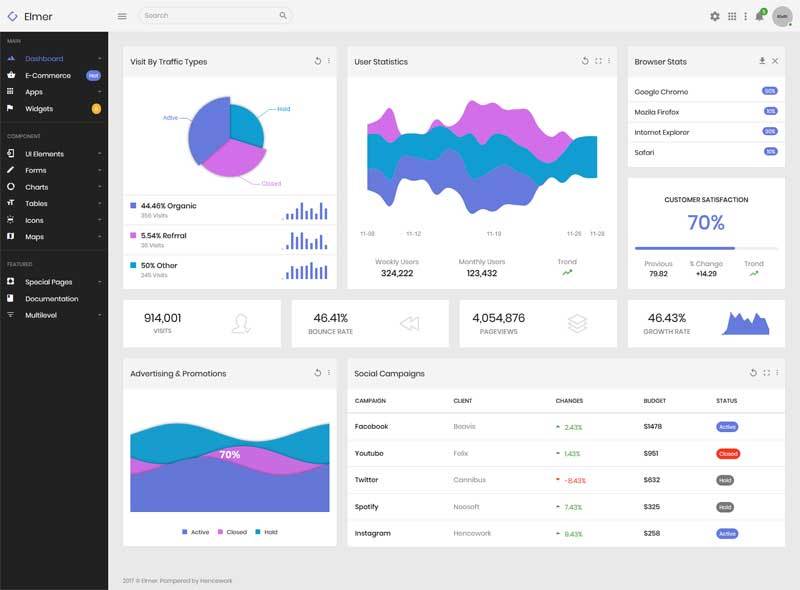 Elmer
Search
5
MAIN
Dashboard
E-Commerce Hot
Apps
Widgets 8
COMPONENT
UI Elements
Forms
Charts
Tables
Icons
Maps
FEATURED
Special Pages
Documentation
Multilevel
Visit By Traffic Types
Active
Hold
Closed
44.46% Organic
356 Visits
5.54% Refrral
36 Visits
50% Other
245 Visits
User Statistics
11-08 11-12 11-19 11-26 11-28
Weekly Users
324,222
Monthly Users
123,432
Trend
Browser Stats
Google Chrome 50%
Mozila Firefox 10%
Internet Explorer 30%
Safari 10%
CUSTOMER SATISFACTION
70%
Previous
79.82
% Change
+14.29
Trend
914,001
VISITS
46.41%
BOUNCE RATE
4,054,876
PAGEVIEWS
46.43%
GROWTH RATE
Advertising & Promotions
70%
Active Closed Hold
Social Campaigns
CAMPAIGN CLIENT CHANGES BUDGET STATUS
Facebook Beavis 2.43% $1478 Active
Youtube Felix 1.43% $951 Closed
Twitter Cannibus -8.43% $632 Hold
Spotify Neosoft 7.43% $325 Hold
Instagram Hencework 9.43% $258 Active
2017 © Elmer. Pampered by Hencework